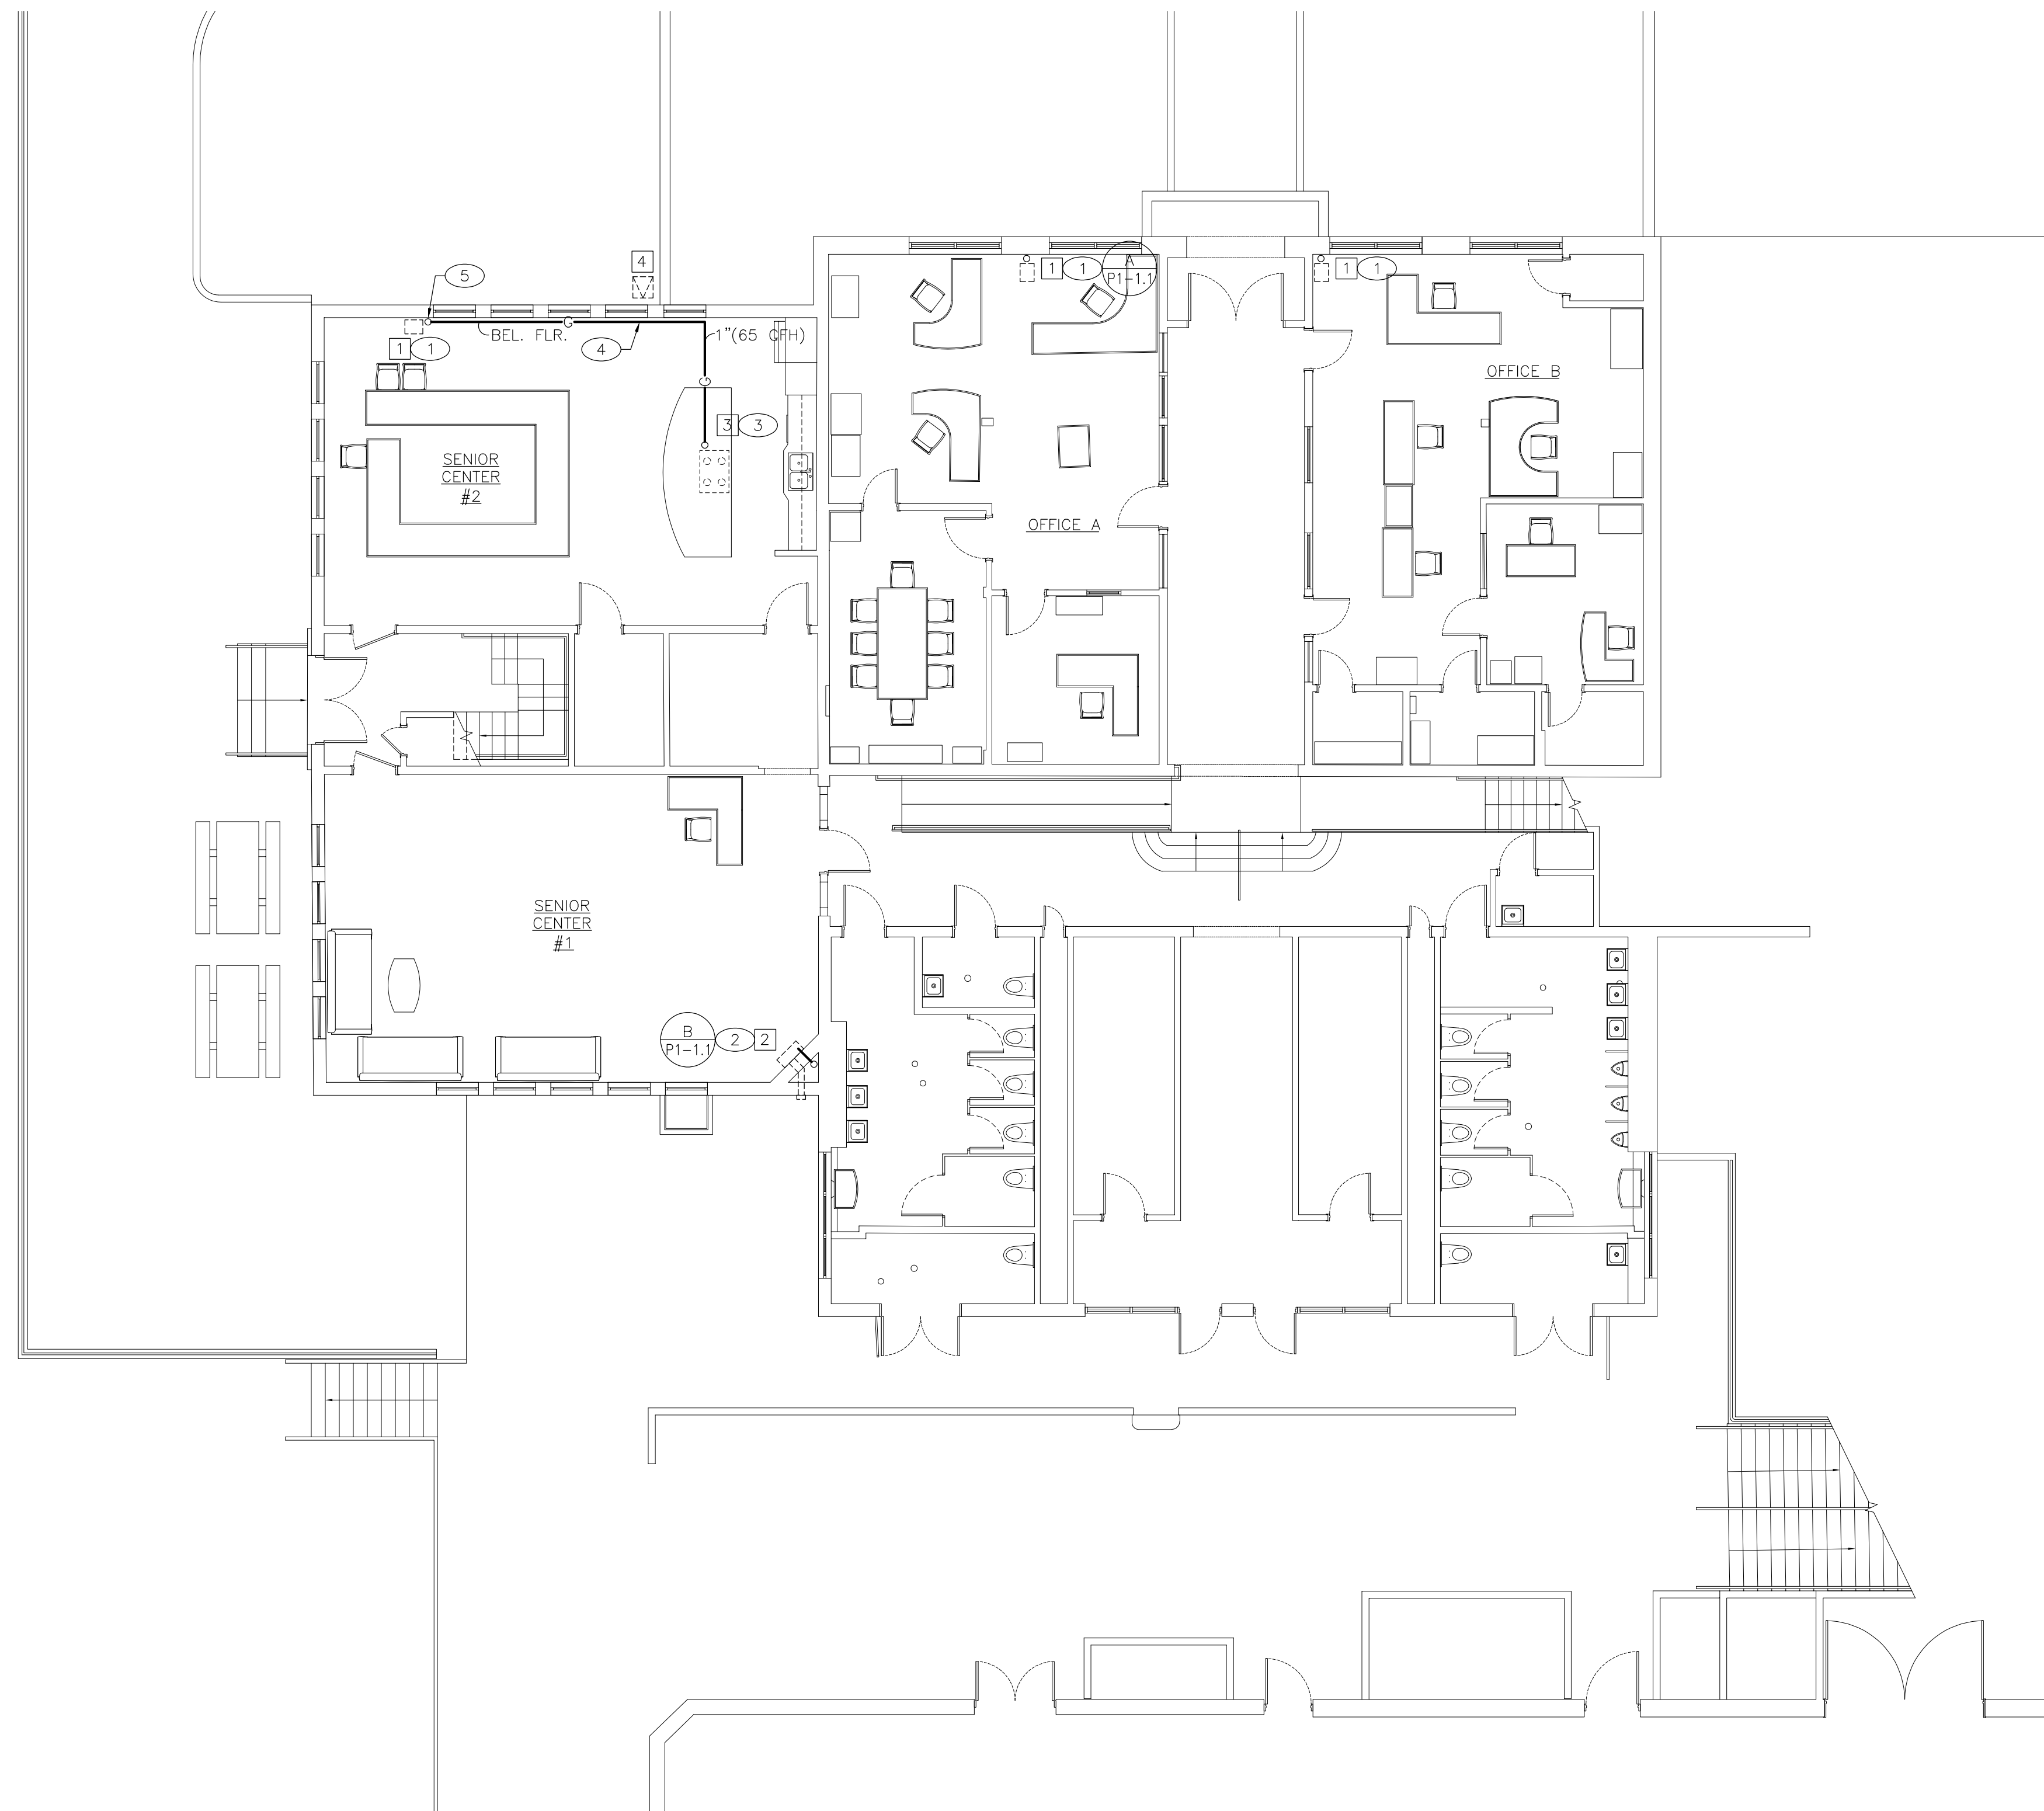 4
5
A
1 1 P1-1.1
1 1
G
BEL. FLR.
4
1"(65 CFH)
1 1
G
OFFICE B
3 3
SENIOR
CENTER
#2
OFFICE A
SENIOR
CENTER
#1
B
P1-1.1
2 2